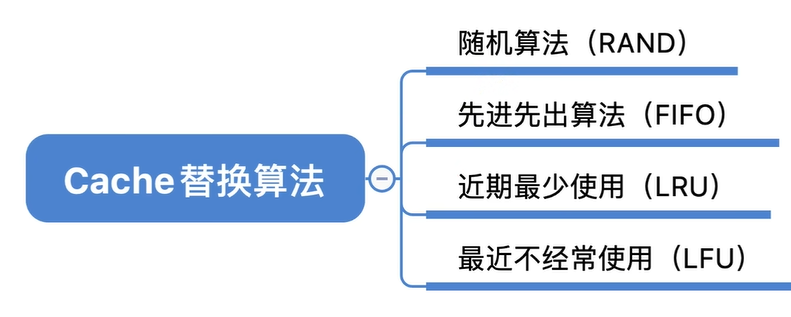 Cache替换算法
随机算法（RAND）
先进先出算法（FIFO）
近期最少使用（LRU）
最近不经常使用（LFU）